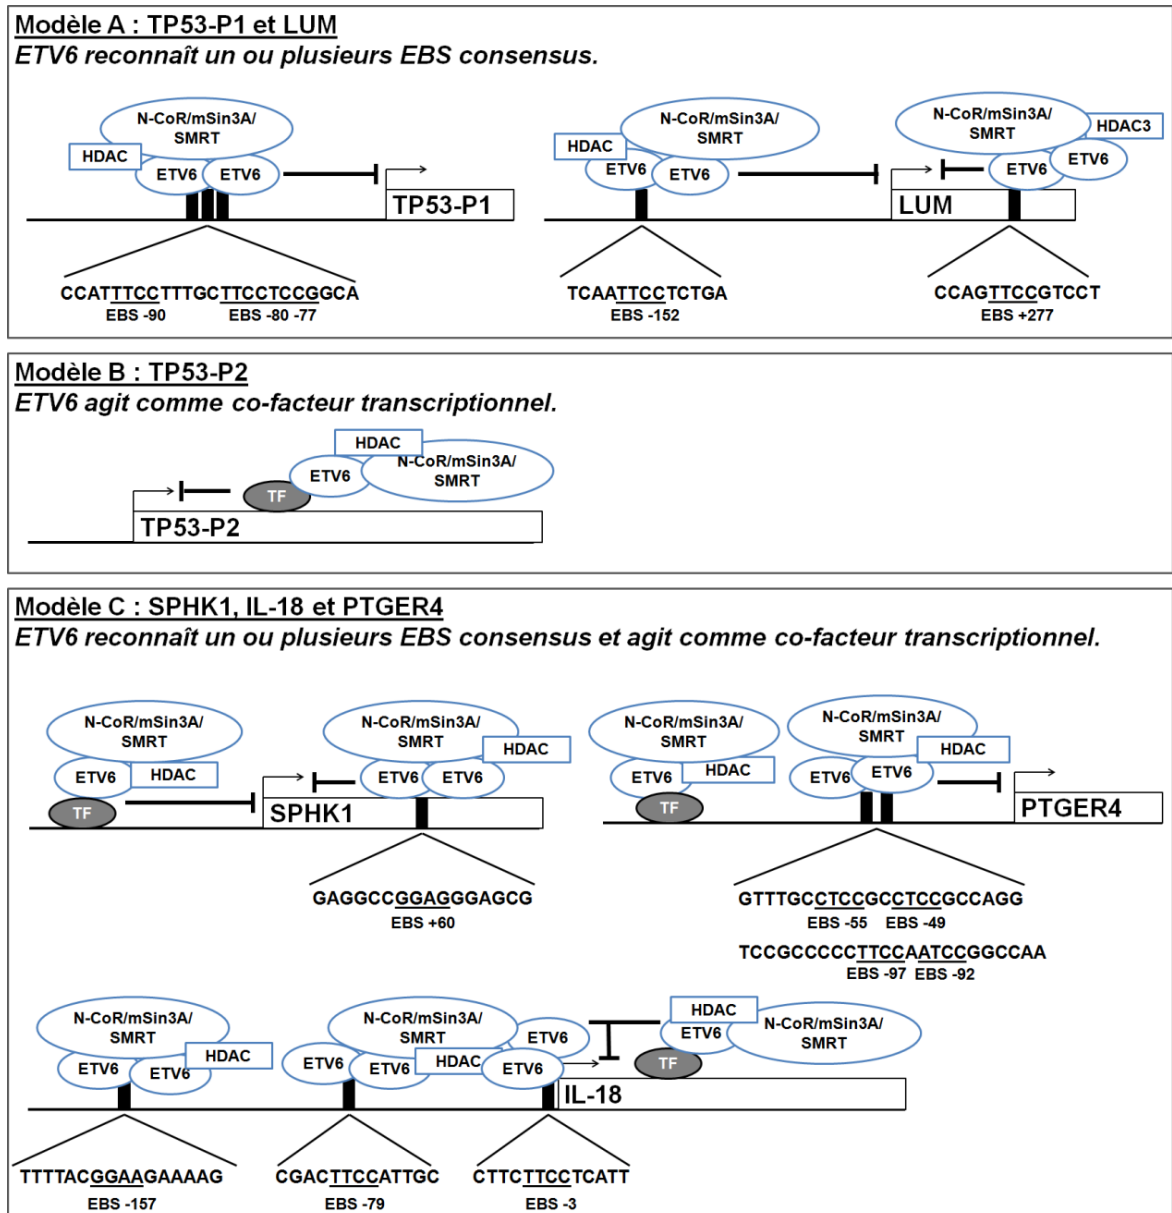 Modèle A : TP53-P1 et LUM
ETV6 reconnaît un ou plusieurs EBS consensus.
N-CoR/mSin3A/
SMRT
HDAC
ETV6
ETV6
TP53-P1
CCATTTCCTTTGCTTCCTCCGGCA
EBS -90
EBS -80 -77
N-CoR/mSin3A/
SMRT
HDAC
ETV6
ETV6
TCAATTCCTCTGA
EBS -152
LUM
N-CoR/mSin3A/
SMRT
HDAC3
ETV6
ETV6
CCAGTTCCGTCCT
EBS +277
Modèle B : TP53-P2
ETV6 agit comme co-facteur transcriptionnel.
HDAC
N-CoR/mSin3A/
SMRT
ETV6
TF
TP53-P2
Modèle C : SPHK1, IL-18 et PTGER4
ETV6 reconnaît un ou plusieurs EBS consensus et agit comme co-facteur transcriptionnel.
N-CoR/mSin3A/
SMRT
ETV6
HDAC
TF
SPHK1
N-CoR/mSin3A/
SMRT
HDAC
ETV6
ETV6
GAGGCCGGAGGGAGCG
EBS +60
N-CoR/mSin3A/
SMRT
ETV6
HDAC
TF
N-CoR/mSin3A/
SMRT
HDAC
ETV6
ETV6
PTGER4
GTTTGCCTCCGCCTCCGCCAGG
EBS -55
EBS -49
TCCGCCCCCTTCCAATCCGGCCAA
EBS -97
EBS -92
N-CoR/mSin3A/
SMRT
HDAC
ETV6
ETV6
TTTTACGGAAGAAAAG
EBS -157
N-CoR/mSin3A/
SMRT
ETV6
ETV6
HDAC
CGACTTCCATTGC
EBS -79
ETV6
ETV6
CTTCTTCCTCATT
EBS -3
IL-18
HDAC
ETV6
N-CoR/mSin3A/
SMRT
TF